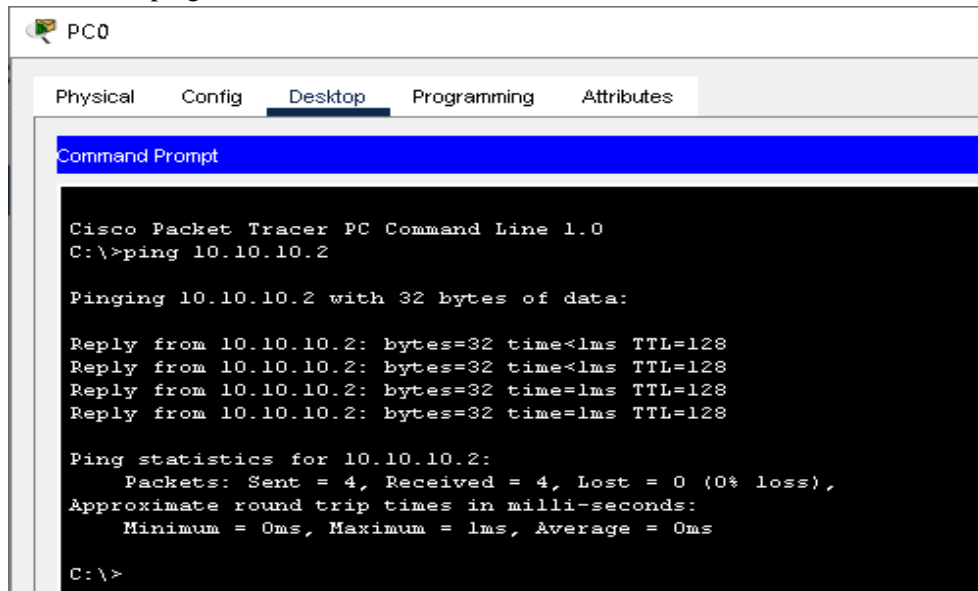 PC0
Physical Config Desktop Programming Attributes
Command Prompt
Cisco Packet Tracer PC Command Line 1.0
C:\>ping 10.10.10.2
Pinging 10.10.10.2 with 32 bytes of data:
Reply from 10.10.10.2: bytes=32 time<1ms TTL=128
Reply from 10.10.10.2: bytes=32 time<1ms TTL=128
Reply from 10.10.10.2: bytes=32 time=1ms TTL=128
Reply from 10.10.10.2: bytes=32 time=1ms TTL=128
Ping statistics for 10.10.10.2:
Packets: Sent = 4, Received = 4, Lost = 0 (0% loss),
Approximate round trip times in milli-seconds:
Minimum = 0ms, Maximum = 1ms, Average = 0ms
C:\>